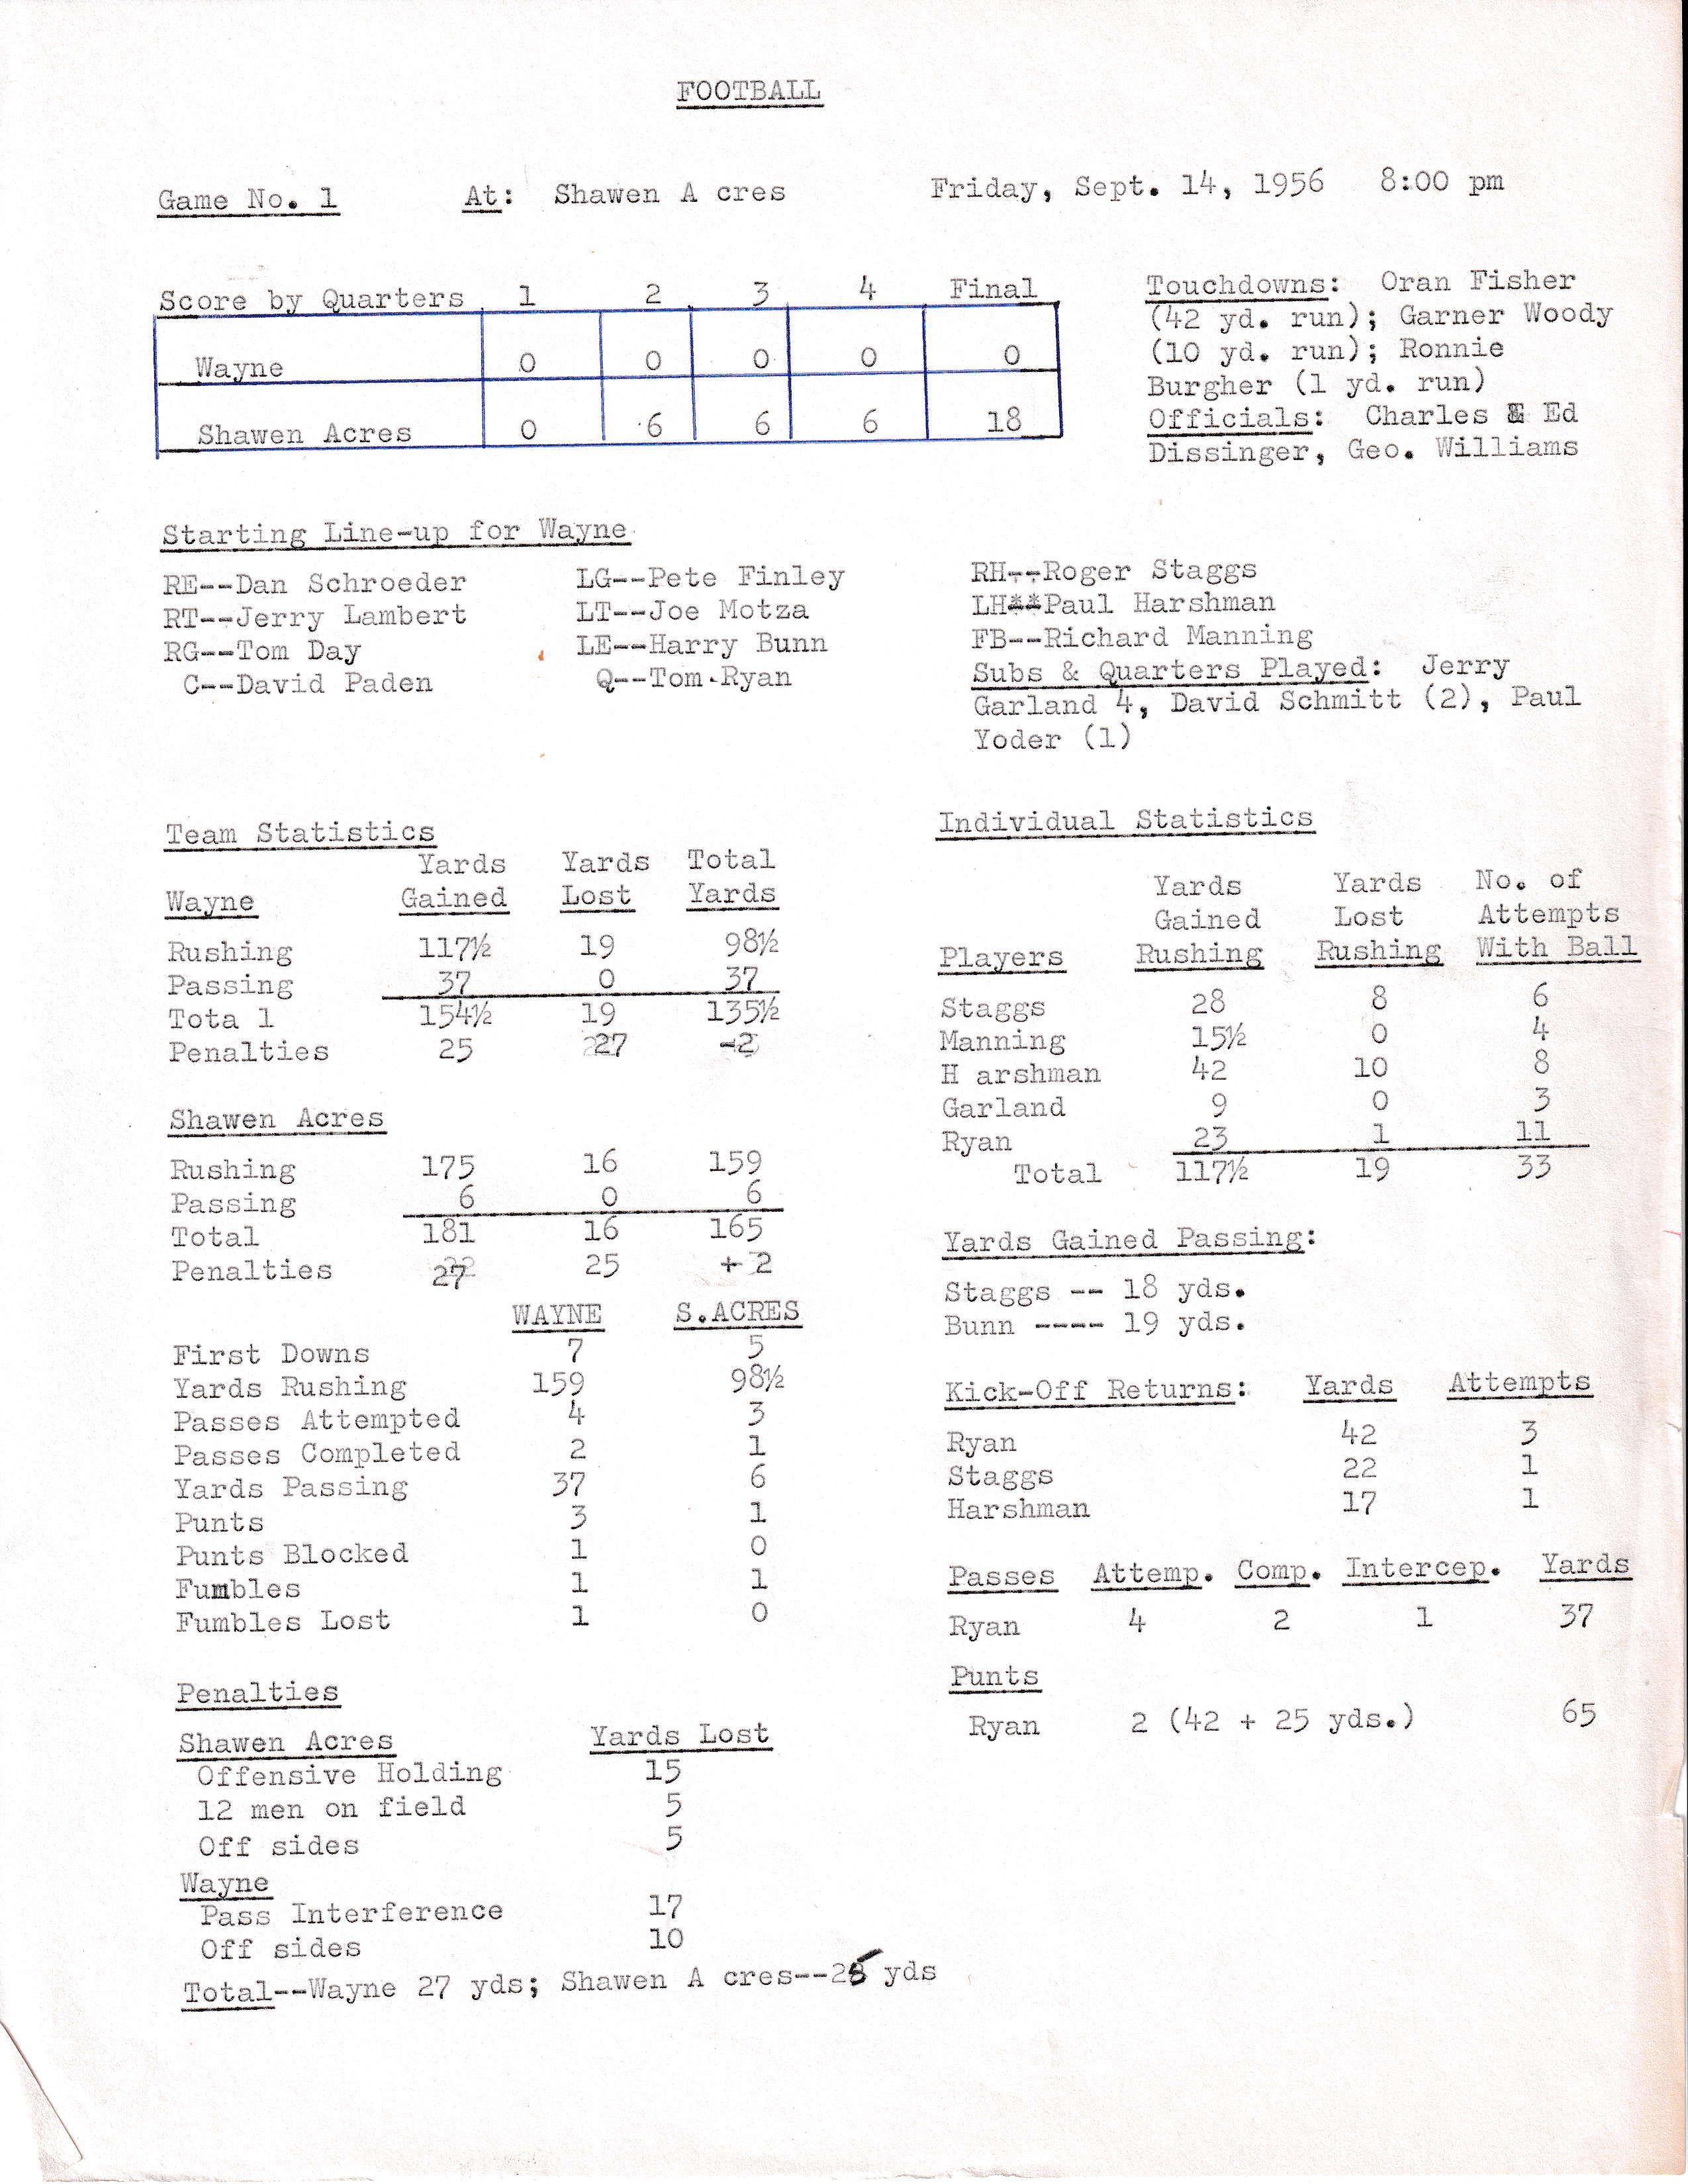 FOOTBALL
Game No. 1 At: Shawen A cres Friday, Sept. 14, 1956 8:00 pm
Score by Quarters 1 2 3 4 Final
Wayne 0 0 0 0 0
Shawen Acres 0 6 6 6 18
Touchdowns: Oran Fisher
(42 yd. run); Garner Woody
(10 yd. run); Ronnie
Burgher (1 yd. run)
Officials: Charles & Ed
Dissinger, Geo. Williams
Starting Line-up for Wayne
RE--Dan Schroeder
RT--Jerry Lambert
RG--Tom Day
C--David Paden
LG--Pete Finley
LT--Joe Motza
LE--Harry Bunn
Q--Tom Ryan
RH--Roger Staggs
LH**Paul Harshman
FB--Richard Manning
Subs & Quarters Played: Jerry
Garland 4, David Schmitt (2), Paul
Yoder (1)
Team Statistics
Yards Yards Total
Wayne Gained Lost Yards
Rushing 117½ 19 98½
Passing 37 0 37
Tota l 154½ 19 135½
Penalties 25 27 -2
Shawen Acres
Rushing 175 16 159
Passing 6 0 6
Total 181 16 165
Penalties 27 25 + 2
WAYNE S.ACRES
First Downs 7 5
Yards Rushing 159 98½
Passes Attempted 4 3
Passes Completed 2 1
Yards Passing 37 6
Punts 3 1
Punts Blocked 1 0
Fumbles 1 1
Fumbles Lost 1 0
Penalties
Shawen Acres Yards Lost
Offensive Holding 15
12 men on field 5
Off sides 5
Wayne
Pass Interference 17
Off sides 10
Total--Wayne 27 yds; Shawen A cres--25 yds
Individual Statistics
Yards Yards No. of
Gained Lost Attempts
Players Rushing Rushing With Ball
Staggs 28 8 6
Manning 15½ 0 4
H arshman 42 10 8
Garland 9 0 3
Ryan 23 1 11
Total 117½ 19 33
Yards Gained Passing:
Staggs -- 18 yds.
Bunn ---- 19 yds.
Kick-Off Returns: Yards Attempts
Ryan 42 3
Staggs 22 1
Harshman 17 1
Passes Attemp. Comp. Intercep. Yards
Ryan 4 2 1 37
Punts
Ryan 2 (42 + 25 yds.) 65